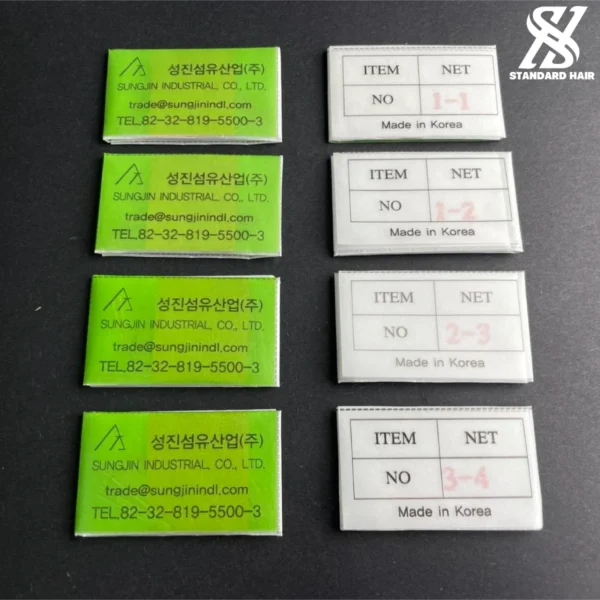 STANDARD HAIR
성진섬유산업(주)
SUNGJIN INDUSTRIAL, CO., LTD.
trade@sungjinindl.com
TEL.82-32-819-5500~3
ITEM NET
NO 1-1
Made in Korea
성진섬유산업(주)
SUNGJIN INDUSTRIAL, CO., LTD.
trade@sungjinindl.com
TEL.82-32-819-5500~3
ITEM NET
NO 1-2
Made in Korea
성진섬유산업(주)
SUNGJIN INDUSTRIAL, CO., LTD.
trade@sungjinindl.com
TEL.82-32-819-5500~3
ITEM NET
NO 2-3
Made in Korea
성진섬유산업(주)
SUNGJIN INDUSTRIAL, CO., LTD.
trade@sungjinindl.com
TEL.82-32-819-5500~3
ITEM NET
NO 3-4
Made in Korea